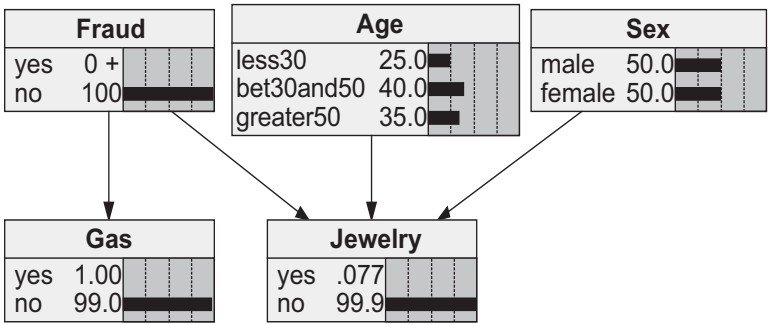 Fraud
yes 0 +
no 100
Age
less30 25.0
bet30and50 40.0
greater50 35.0
Sex
male 50.0
female 50.0
Gas
yes 1.00
no 99.0
Jewelry
yes .077
no 99.9